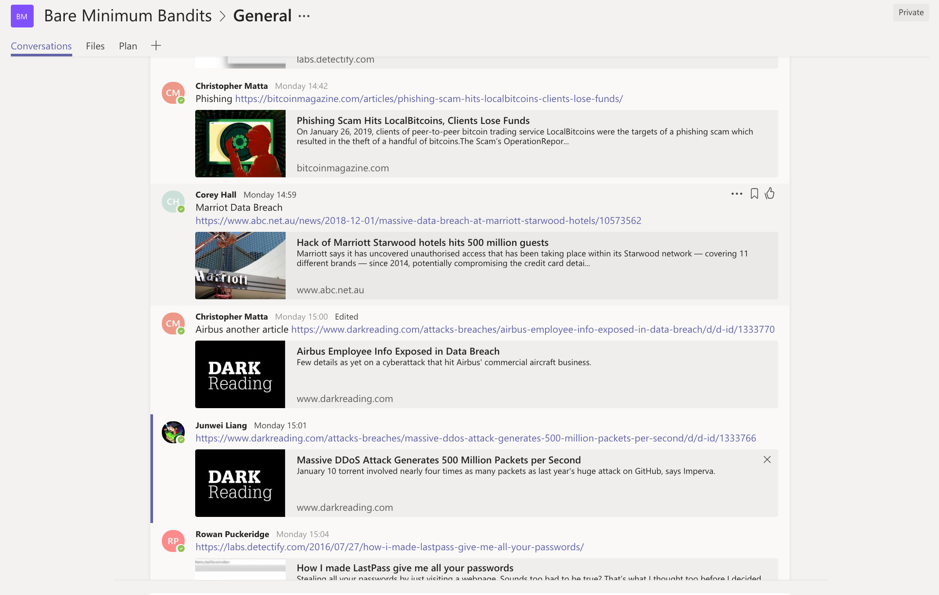 BM Bare Minimum Bandits > General ···
Private
Conversations Files Plan +
labs.detectify.com
CM Christopher Matta Monday 14:42
Phishing https://bitcoinmagazine.com/articles/phishing-scam-hits-localbitcoins-clients-lose-funds/
Phishing Scam Hits LocalBitcoins, Clients Lose Funds
On January 26, 2019, clients of peer-to-peer bitcoin trading service LocalBitcoins were the targets of a phishing scam which
resulted in the theft of a handful of bitcoins.The Scam's OperationRepor...
bitcoinmagazine.com
CH Corey Hall Monday 14:59
Marriot Data Breach
https://www.abc.net.au/news/2018-12-01/massive-data-breach-at-marriott-starwood-hotels/10573562
Marriott
Hack of Marriott Starwood hotels hits 500 million guests
Marriott says it has uncovered unauthorised access that has been taking place within its Starwood network — covering 11
different brands — since 2014, potentially compromising the credit card detai...
www.abc.net.au
CM Christopher Matta Monday 15:00 Edited
Airbus another article https://www.darkreading.com/attacks-breaches/airbus-employee-info-exposed-in-data-breach/d/d-id/1333770
DARK
Reading
Airbus Employee Info Exposed in Data Breach
Few details as yet on a cyberattack that hit Airbus' commercial aircraft business.
www.darkreading.com
Junwei Liang Monday 15:01
https://www.darkreading.com/attacks-breaches/massive-ddos-attack-generates-500-million-packets-per-second/d/d-id/1333766
DARK
Reading
Massive DDoS Attack Generates 500 Million Packets per Second
January 10 torrent involved nearly four times as many packets as last year's huge attack on GitHub, says Imperva.
www.darkreading.com
RP Rowan Puckeridge Monday 15:04
https://labs.detectify.com/2016/07/27/how-i-made-lastpass-give-me-all-your-passwords/
How I made LastPass give me all your passwords
Stealing all your passwords by just visiting a webpage. Sounds too bad to be true? That's what I thought too before I decided